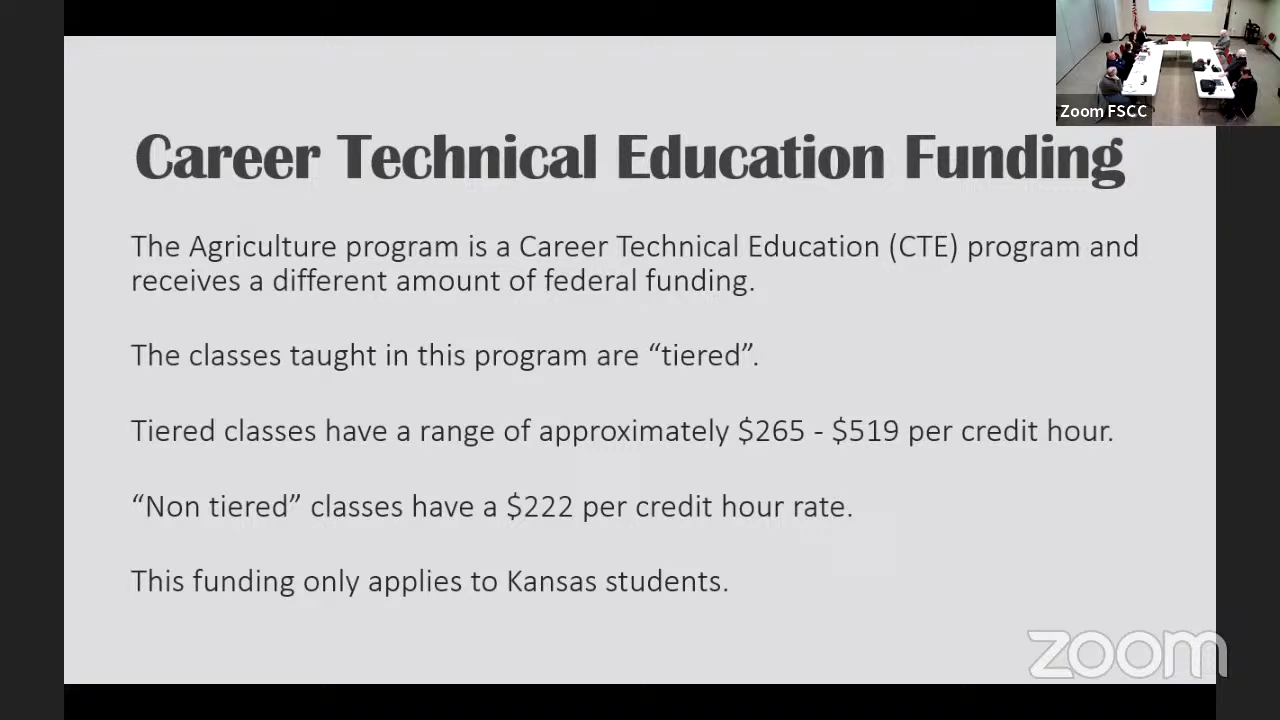 Zoom FSCC
Career Technical Education Funding
The Agriculture program is a Career Technical Education (CTE) program and
receives a different amount of federal funding.
The classes taught in this program are “tiered”.
Tiered classes have a range of approximately $265 - $519 per credit hour.
“Non tiered” classes have a $222 per credit hour rate.
This funding only applies to Kansas students.
zoom